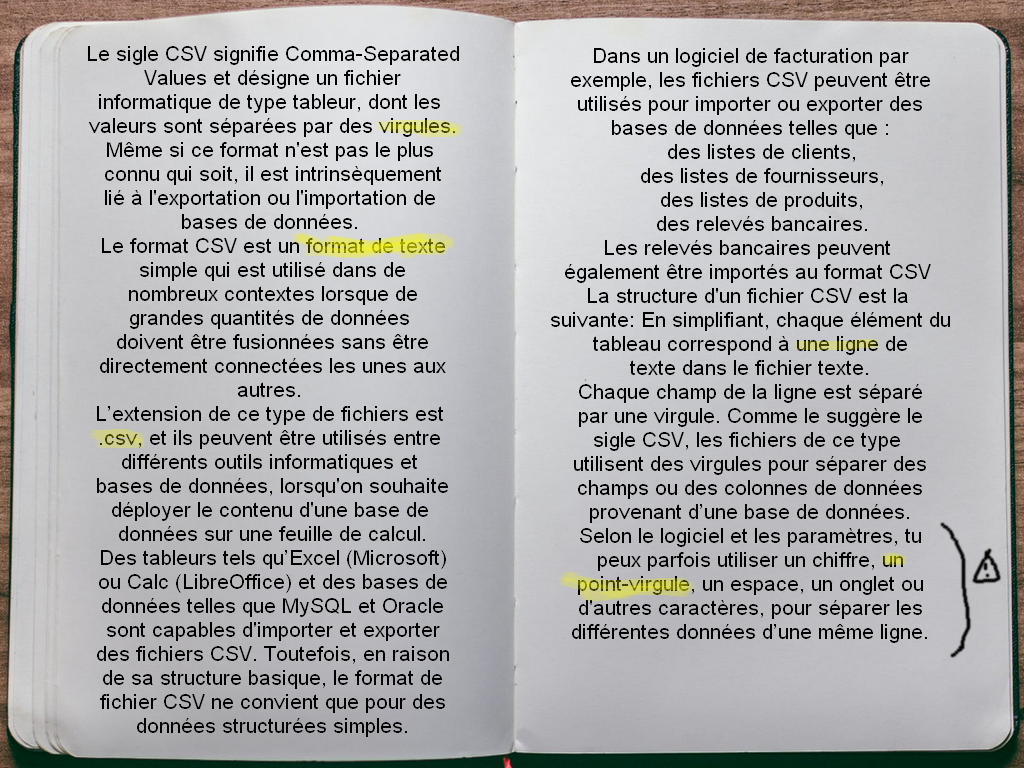 Le sigle CSV signifie Comma-Separated
Values et désigne un fichier
informatique de type tableur, dont les
valeurs sont séparées par des virgules.
Même si ce format n'est pas le plus
connu qui soit, il est intrinsèquement
lié à l'exportation ou l'importation de
bases de données.
Le format CSV est un format de texte
simple qui est utilisé dans de
nombreux contextes lorsque de
grandes quantités de données
doivent être fusionnées sans être
directement connectées les unes aux
autres.
L'extension de ce type de fichiers est
.csv, et ils peuvent être utilisés entre
différents outils informatiques et
bases de données, lorsqu'on souhaite
déployer le contenu d'une base de
données sur une feuille de calcul.
Des tableurs tels qu'Excel (Microsoft)
ou Calc (LibreOffice) et des bases de
données telles que MySQL et Oracle
sont capables d'importer et exporter
des fichiers CSV. Toutefois, en raison
de sa structure basique, le format de
fichier CSV ne convient que pour des
données structurées simples.
Dans un logiciel de facturation par
exemple, les fichiers CSV peuvent être
utilisés pour importer ou exporter des
bases de données telles que :
des listes de clients,
des listes de fournisseurs,
des listes de produits,
des relevés bancaires.
Les relevés bancaires peuvent
également être importés au format CSV
La structure d'un fichier CSV est la
suivante: En simplifiant, chaque élément du
tableau correspond à une ligne de
texte dans le fichier texte.
Chaque champ de la ligne est séparé
par une virgule. Comme le suggère le
sigle CSV, les fichiers de ce type
utilisent des virgules pour séparer des
champs ou des colonnes de données
provenant d'une base de données.
Selon le logiciel et les paramètres, tu
peux parfois utiliser un chiffre, un
point-virgule, un espace, un onglet ou
d'autres caractères, pour séparer les
différentes données d'une même ligne.